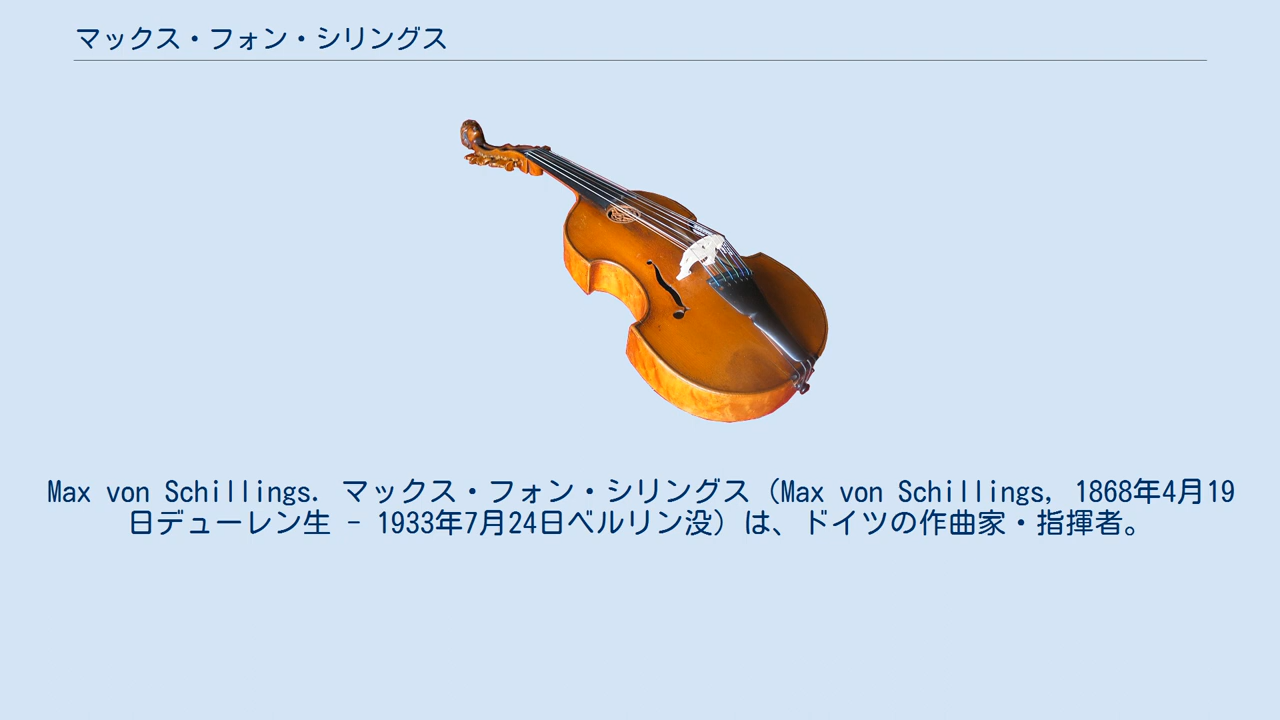 マックス・フォン・シリングス
Max von Schillings. マックス・フォン・シリングス（Max von Schillings, 1868年4月19
日デューレン生 - 1933年7月24日ベルリン没）は、ドイツの作曲家・指揮者。